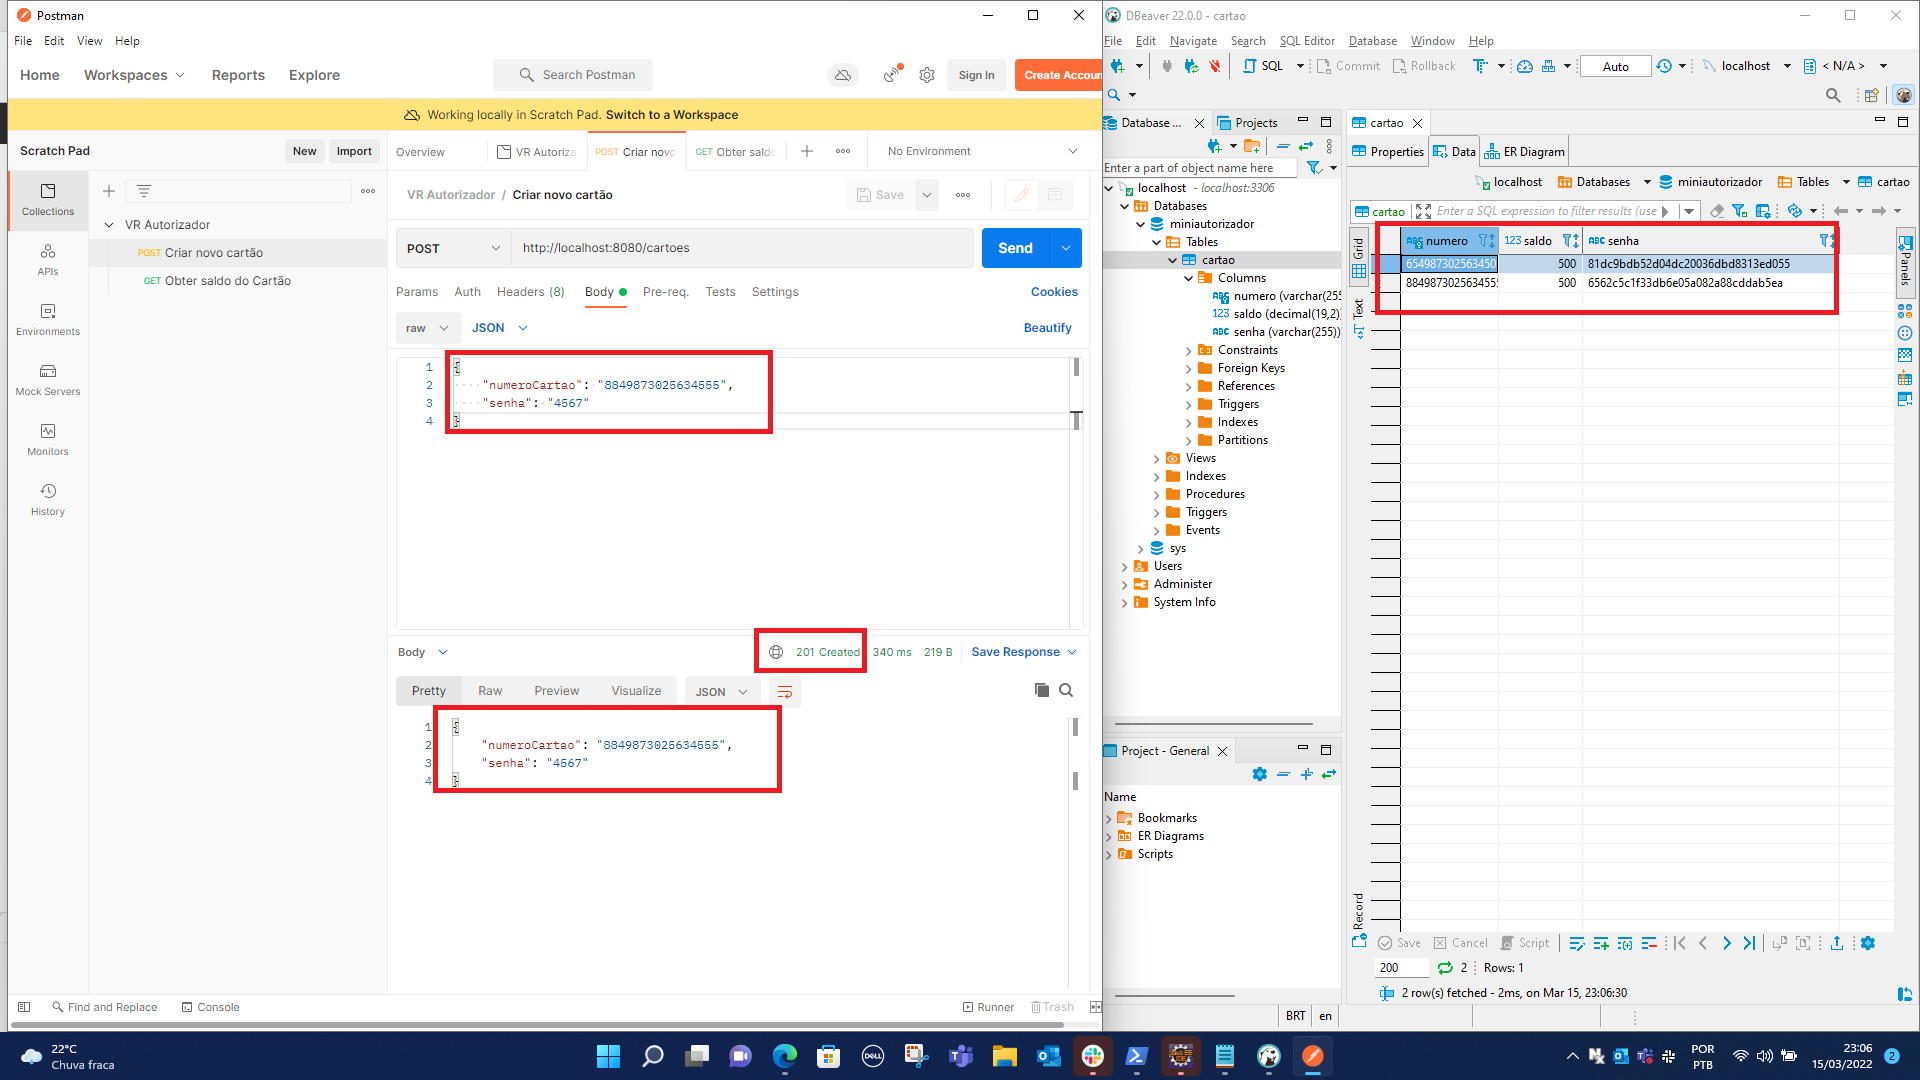 Postman
File Edit View Help
Home Workspaces Reports Explore
Search Postman
Sign In
Create Accoun
Working locally in Scratch Pad. Switch to a Workspace
Scratch Pad
New Import
Overview
VR Autoriza
POST Criar novo
GET Obter saldo
No Environment
Collections
APIs
Environments
Mock Servers
Monitors
History
VR Autorizador
POST Criar novo cartão
GET Obter saldo do Cartão
VR Autorizador / Criar novo cartão
Save
POST
http://localhost:8080/cartoes
Send
Params Auth Headers (8) Body Pre-req. Tests Settings
Cookies
raw JSON
Beautify
1 {
2 "numeroCartao": "8849873025634555",
3 "senha": "4567"
4 }
Body
201 Created 340 ms 219 B Save Response
Pretty Raw Preview Visualize JSON
1 {
2 "numeroCartao": "8849873025634555",
3 "senha": "4567"
4 }
Find and Replace Console
Runner Trash
DBeaver 22.0.0 - cartao
File Edit Navigate Search SQL Editor Database Window Help
SQL Commit Rollback Auto localhost < N/A >
Database ... Projects
Enter a part of object name here
localhost - localhost:3306
Databases
miniautorizador
Tables
cartao
Columns
numero (varchar(255
saldo (decimal(19,2))
senha (varchar(255))
Constraints
Foreign Keys
References
Triggers
Indexes
Partitions
Views
Indexes
Procedures
Triggers
Events
sys
Users
Administer
System Info
Project - General
Name
Bookmarks
ER Diagrams
Scripts
cartao
Properties Data ER Diagram
localhost Databases miniautorizador Tables cartao
cartao Enter a SQL expression to filter results (use
Grid
Text
Record
Panels
ABC numero 123 saldo ABC senha
654987302563450 500 81dc9bdb52d04dc20036dbd8313ed055
884987302563455 500 6562c5c1f33db6e05a082a88cddab5ea
Save Cancel Script
200 2 Rows: 1
2 row(s) fetched - 2ms, on Mar 15, 23:06:30
BRT en
22°C
Chuva fraca
DELL
POR
PTB
23:06
15/03/2022
2